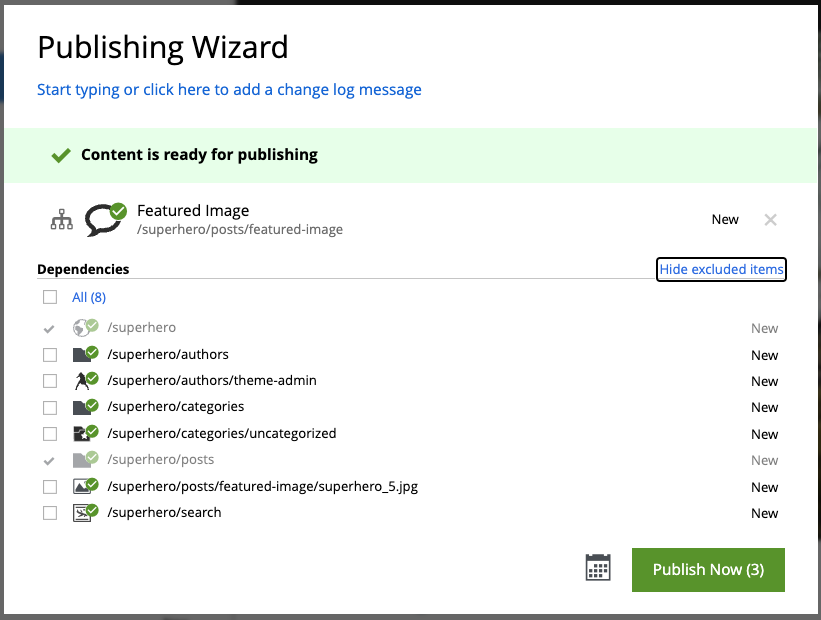 Publishing Wizard
Start typing or click here to add a change log message
Content is ready for publishing
Featured Image
/superhero/posts/featured-image
New
Dependencies
Hide excluded items
All (8)
/superhero New
/superhero/authors New
/superhero/authors/theme-admin New
/superhero/categories New
/superhero/categories/uncategorized New
/superhero/posts New
/superhero/posts/featured-image/superhero_5.jpg New
/superhero/search New
Publish Now (3)